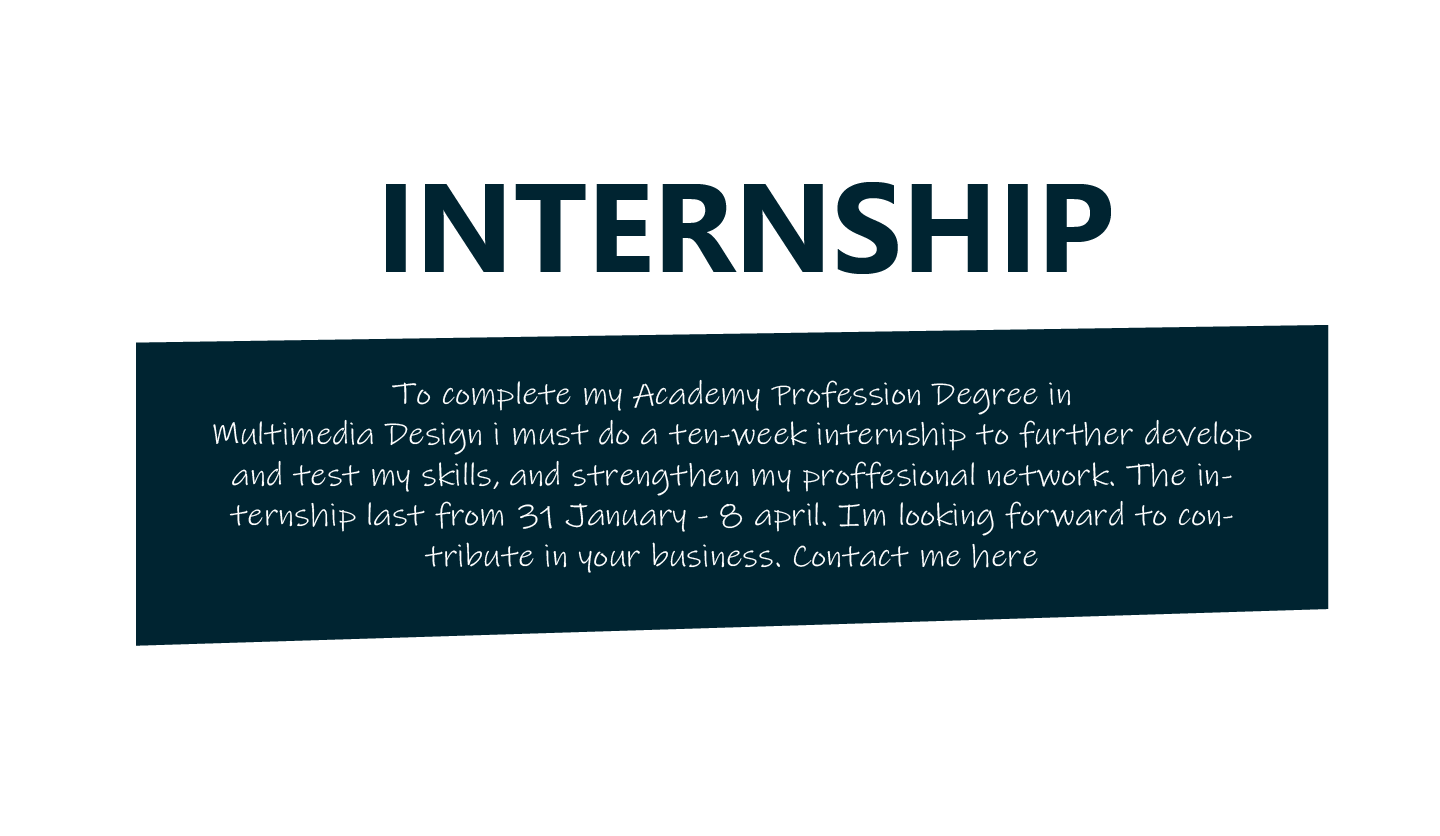 INTERNSHIP
To complete my Academy Profession Degree in
Multimedia Design i must do a ten-week internship to further develop
and test my skills, and strengthen my proffesional network. The in-
ternship last from 31 January - 8 april. Im looking forward to con-
tribute in your business. Contact me here